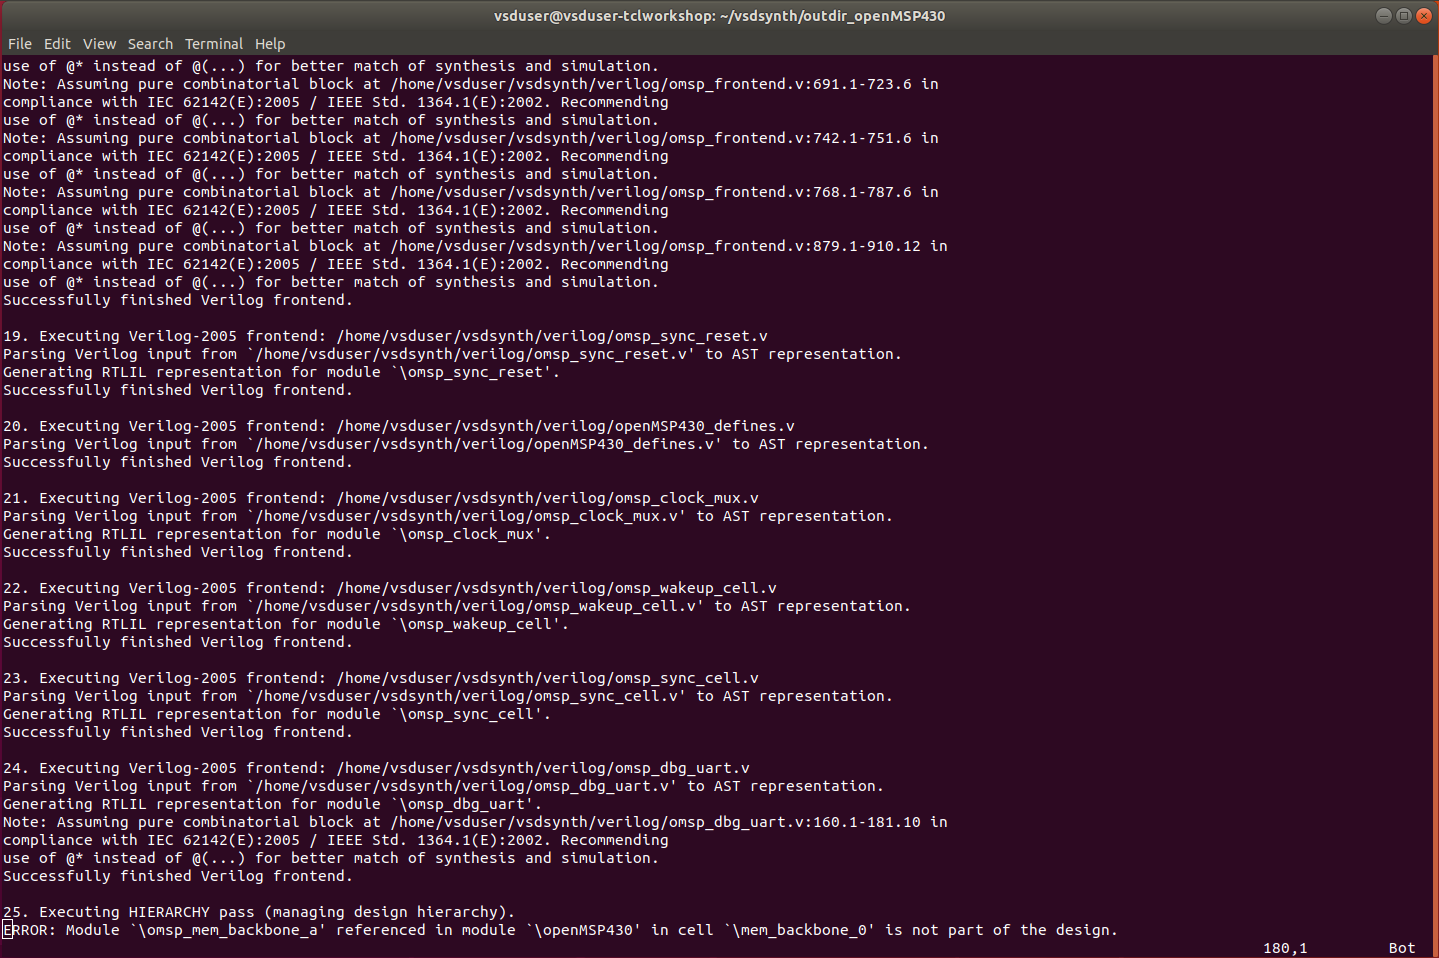 vsduser@vsduser-tclworkshop: ~/vsdsynth/outdir_openMSP430
File Edit View Search Terminal Help
use of @* instead of @(...) for better match of synthesis and simulation.
Note: Assuming pure combinatorial block at /home/vsduser/vsdsynth/verilog/omsp_frontend.v:691.1-723.6 in
compliance with IEC 62142(E):2005 / IEEE Std. 1364.1(E):2002. Recommending
use of @* instead of @(...) for better match of synthesis and simulation.
Note: Assuming pure combinatorial block at /home/vsduser/vsdsynth/verilog/omsp_frontend.v:742.1-751.6 in
compliance with IEC 62142(E):2005 / IEEE Std. 1364.1(E):2002. Recommending
use of @* instead of @(...) for better match of synthesis and simulation.
Note: Assuming pure combinatorial block at /home/vsduser/vsdsynth/verilog/omsp_frontend.v:768.1-787.6 in
compliance with IEC 62142(E):2005 / IEEE Std. 1364.1(E):2002. Recommending
use of @* instead of @(...) for better match of synthesis and simulation.
Note: Assuming pure combinatorial block at /home/vsduser/vsdsynth/verilog/omsp_frontend.v:879.1-910.12 in
compliance with IEC 62142(E):2005 / IEEE Std. 1364.1(E):2002. Recommending
use of @* instead of @(...) for better match of synthesis and simulation.
Successfully finished Verilog frontend.

19. Executing Verilog-2005 frontend: /home/vsduser/vsdsynth/verilog/omsp_sync_reset.v
Parsing Verilog input from `/home/vsduser/vsdsynth/verilog/omsp_sync_reset.v' to AST representation.
Generating RTLIL representation for module `\omsp_sync_reset'.
Successfully finished Verilog frontend.

20. Executing Verilog-2005 frontend: /home/vsduser/vsdsynth/verilog/openMSP430_defines.v
Parsing Verilog input from `/home/vsduser/vsdsynth/verilog/openMSP430_defines.v' to AST representation.
Successfully finished Verilog frontend.

21. Executing Verilog-2005 frontend: /home/vsduser/vsdsynth/verilog/omsp_clock_mux.v
Parsing Verilog input from `/home/vsduser/vsdsynth/verilog/omsp_clock_mux.v' to AST representation.
Generating RTLIL representation for module `\omsp_clock_mux'.
Successfully finished Verilog frontend.

22. Executing Verilog-2005 frontend: /home/vsduser/vsdsynth/verilog/omsp_wakeup_cell.v
Parsing Verilog input from `/home/vsduser/vsdsynth/verilog/omsp_wakeup_cell.v' to AST representation.
Generating RTLIL representation for module `\omsp_wakeup_cell'.
Successfully finished Verilog frontend.

23. Executing Verilog-2005 frontend: /home/vsduser/vsdsynth/verilog/omsp_sync_cell.v
Parsing Verilog input from `/home/vsduser/vsdsynth/verilog/omsp_sync_cell.v' to AST representation.
Generating RTLIL representation for module `\omsp_sync_cell'.
Successfully finished Verilog frontend.

24. Executing Verilog-2005 frontend: /home/vsduser/vsdsynth/verilog/omsp_dbg_uart.v
Parsing Verilog input from `/home/vsduser/vsdsynth/verilog/omsp_dbg_uart.v' to AST representation.
Generating RTLIL representation for module `\omsp_dbg_uart'.
Note: Assuming pure combinatorial block at /home/vsduser/vsdsynth/verilog/omsp_dbg_uart.v:160.1-181.10 in
compliance with IEC 62142(E):2005 / IEEE Std. 1364.1(E):2002. Recommending
use of @* instead of @(...) for better match of synthesis and simulation.
Successfully finished Verilog frontend.

25. Executing HIERARCHY pass (managing design hierarchy).
ERROR: Module `\omsp_mem_backbone_a' referenced in module `\openMSP430' in cell `\mem_backbone_0' is not part of the design.
180,1 Bot